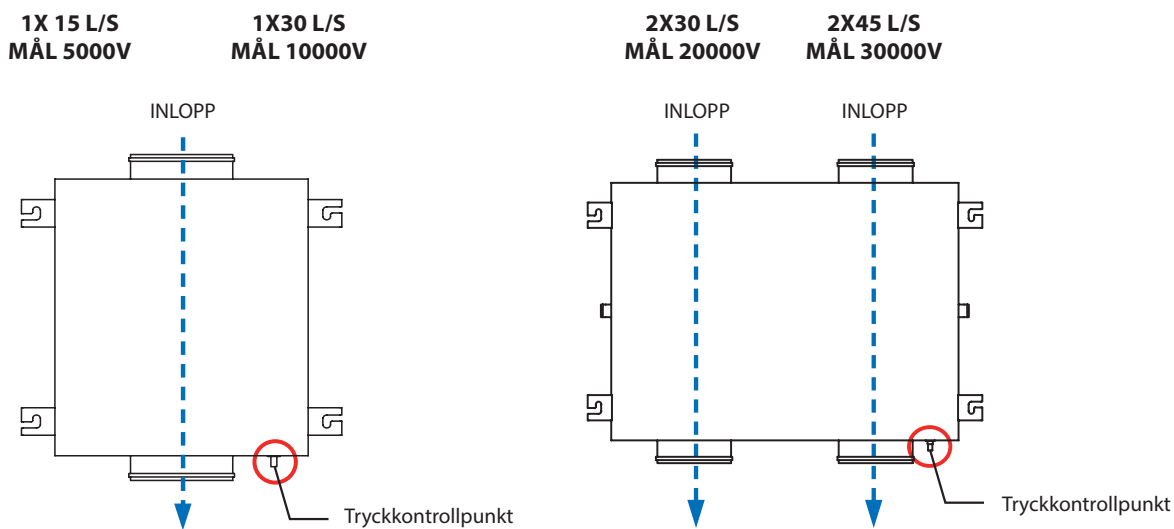 1X 15 L/S
MÅL 5000V
1X30 L/S
MÅL 10000V
2X30 L/S
MÅL 20000V
2X45 L/S
MÅL 30000V
INLOPP
INLOPP
INLOPP
Tryckkontrollpunkt
Tryckkontrollpunkt